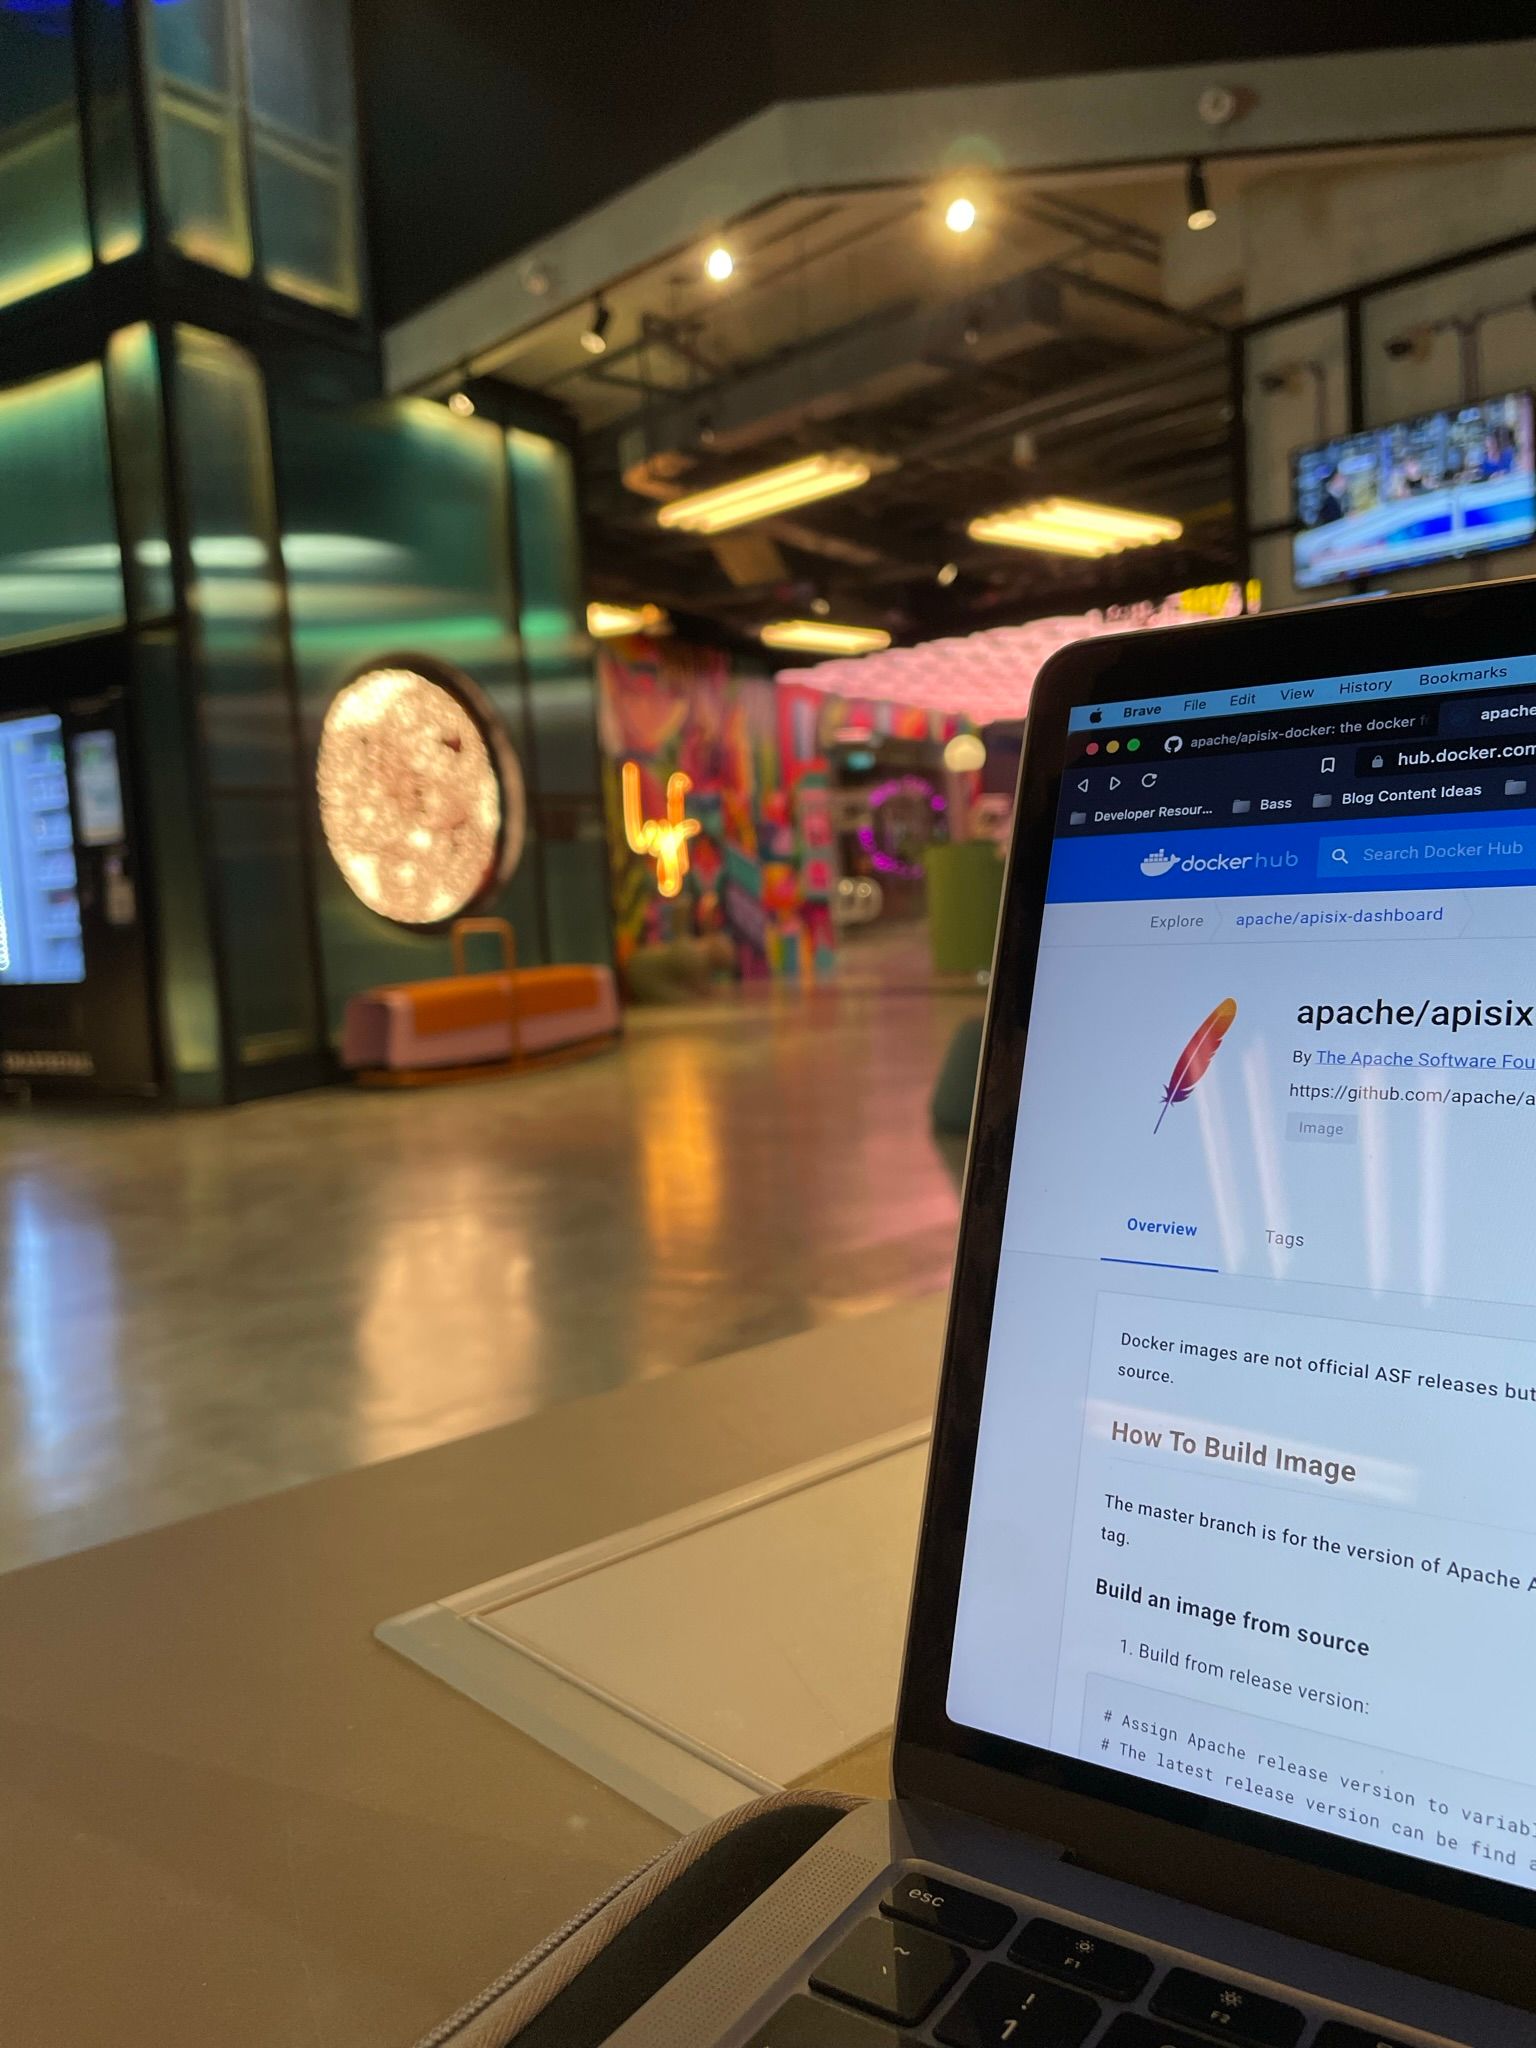 Brave File Edit View History Bookmarks
apache/apisix-docker: the docker f
apache
hub.docker.com
Developer Resour... Bass Blog Content Ideas
dockerhub Search Docker Hub
Explore apache/apisix-dashboard
apache/apisix
By The Apache Software Fou
https://github.com/apache/a
Image
Overview Tags
Docker images are not official ASF releases but
source.
How To Build Image
The master branch is for the version of Apache A
tag.
Build an image from source
1. Build from release version:
# Assign Apache release version to variabl
# The latest release version can be find a
esc
F1
F2
~
!
1